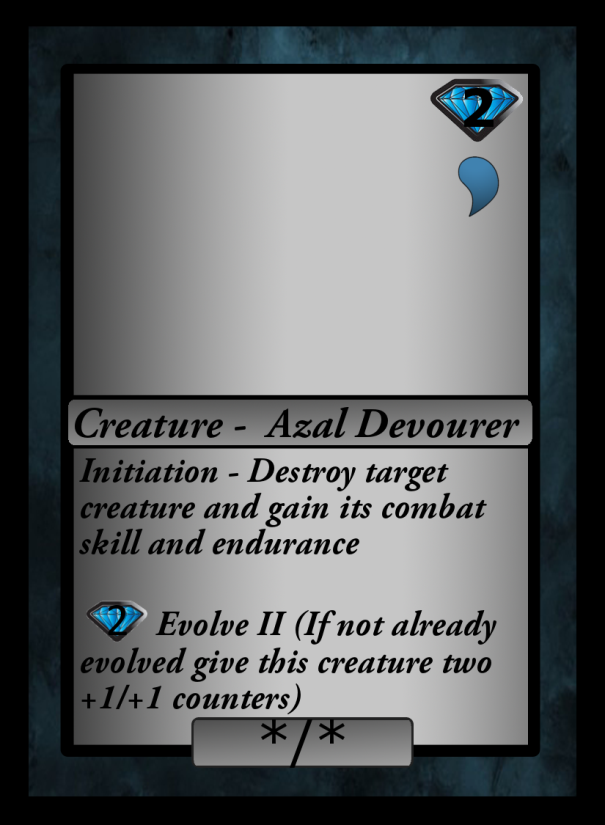 2
Creature - Azal Devourer
Initiation - Destroy target
creature and gain its combat
skill and endurance
2 Evolve II (If not already
evolved give this creature two
+1/+1 counters)
*/*